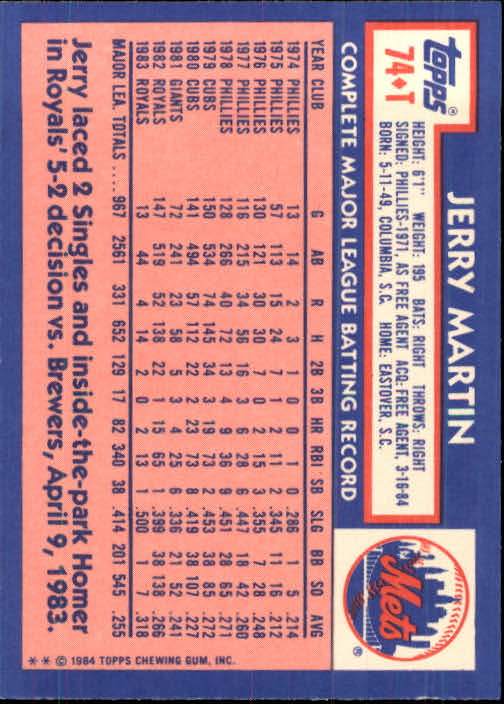 topps®
74♦T
JERRY MARTIN
HEIGHT: 6'1" WEIGHT: 195 BATS: RIGHT THROWS: RIGHT
SIGNED: PHILLIES-1971, AS FREE AGENT ACQ: FREE AGENT, 3-16-84
BORN: 5-11-49, COLUMBIA, S.C. HOME: EASTOVER, S.C.
Mets
®
COMPLETE MAJOR LEAGUE BATTING RECORD
YEAR CLUB G AB R H 2B 3B HR RBI SB SLG BB SO AVG
1974 PHILLIES 13 14 2 3 1 0 0 1 0 .286 1 5 .214
1975 PHILLIES 57 113 15 24 7 1 2 11 2 .345 11 16 .212
1976 PHILLIES 130 121 30 30 7 0 2 15 3 .355 7 28 .248
1977 PHILLIES 116 215 34 56 16 3 6 28 6 .447 18 42 .260
1978 PHILLIES 128 266 40 72 13 4 9 36 9 .451 28 65 .271
1979 CUBS 150 534 74 145 34 3 19 73 2 .453 38 85 .272
1980 CUBS 141 494 57 112 22 2 23 73 8 .419 38 107 .227
1981 GIANTS 72 241 23 58 5 3 4 25 6 .336 21 52 .241
1982 ROYALS 147 519 52 138 22 1 15 65 1 .399 38 138 .266
1983 ROYALS 13 44 4 14 2 0 2 13 1 .500 1 7 .318
MAJOR LEA. TOTALS .... 967 2561 331 652 129 17 82 340 38 .414 201 545 .255
Jerry laced 2 Singles and inside-the-park Homer
in Royals' 5-2 decision vs. Brewers, April 9, 1983.
** © 1984 TOPPS CHEWING GUM, INC.